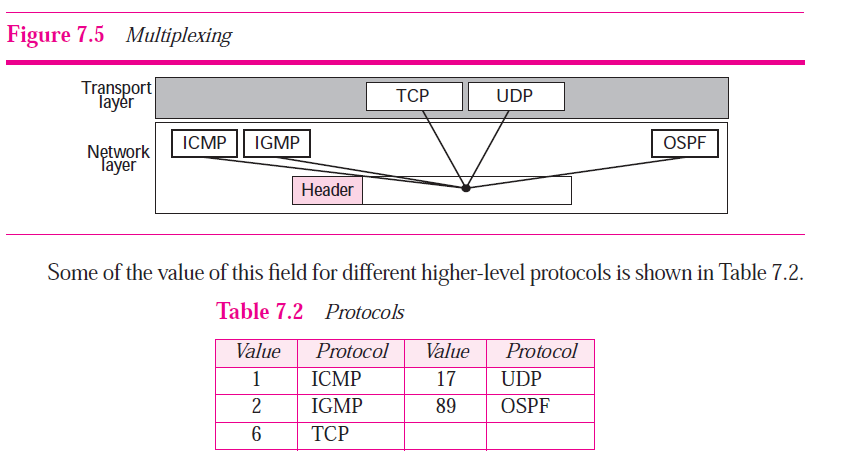 Figure 7.5 Multiplexing
Transport layer
TCP UDP
ICMP IGMP OSPF
Network layer
Header
Some of the value of this field for different higher-level protocols is shown in Table 7.2.
Table 7.2 Protocols
Value Protocol Value Protocol
1 ICMP 17 UDP
2 IGMP 89 OSPF
6 TCP